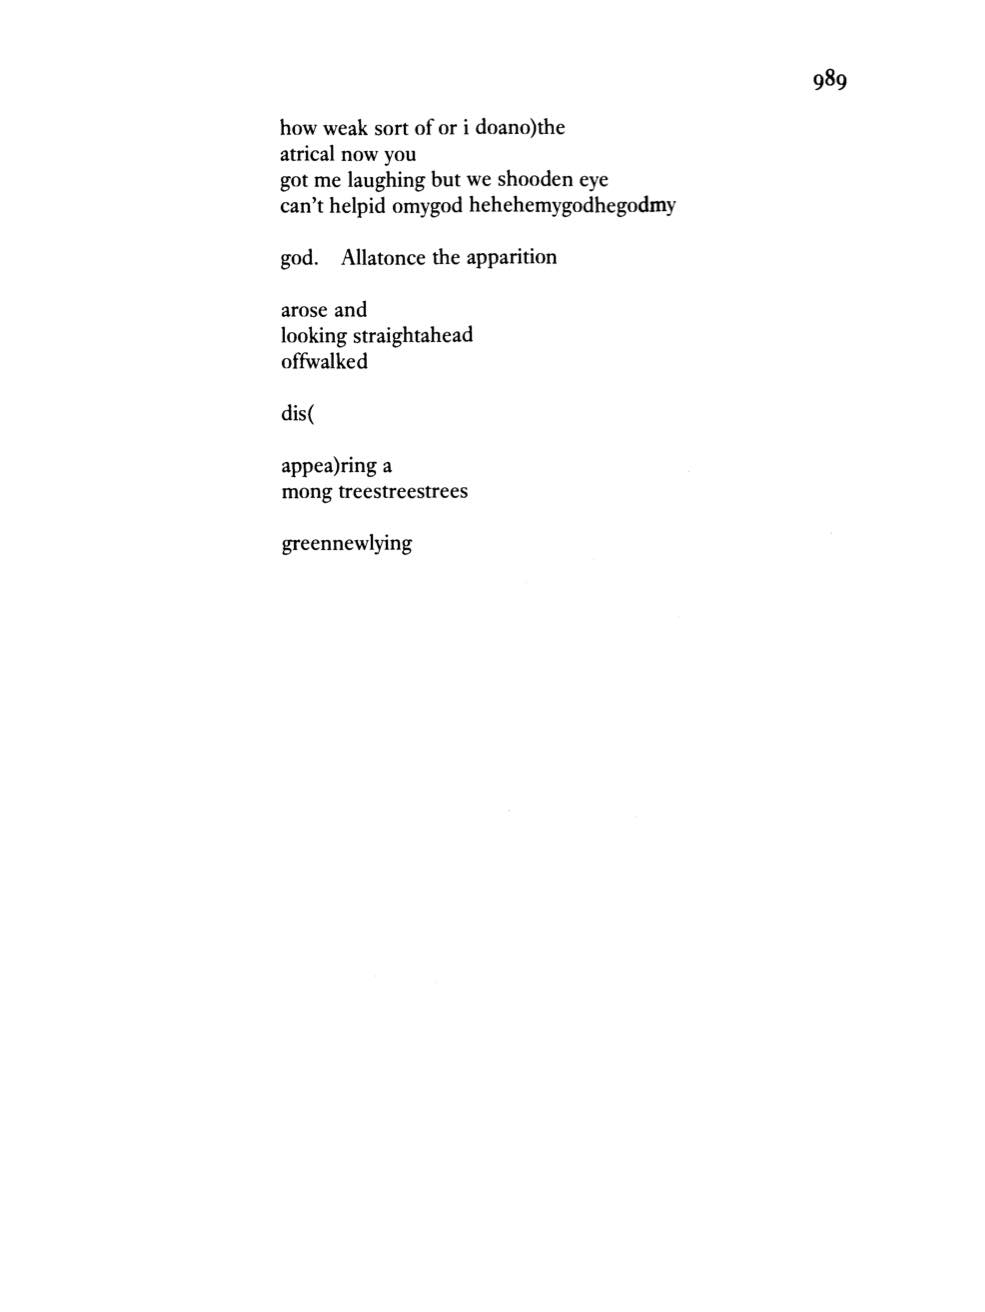 989
how weak sort of or i doano)the
atrical now you
got me laughing but we shooden eye
can't helpid omygod hehehemygodhegodmy
god. Allatonce the apparition
arose and
looking straightahead
offwalked
dis(
appea)ring a
mong treestreestrees
greennewlying